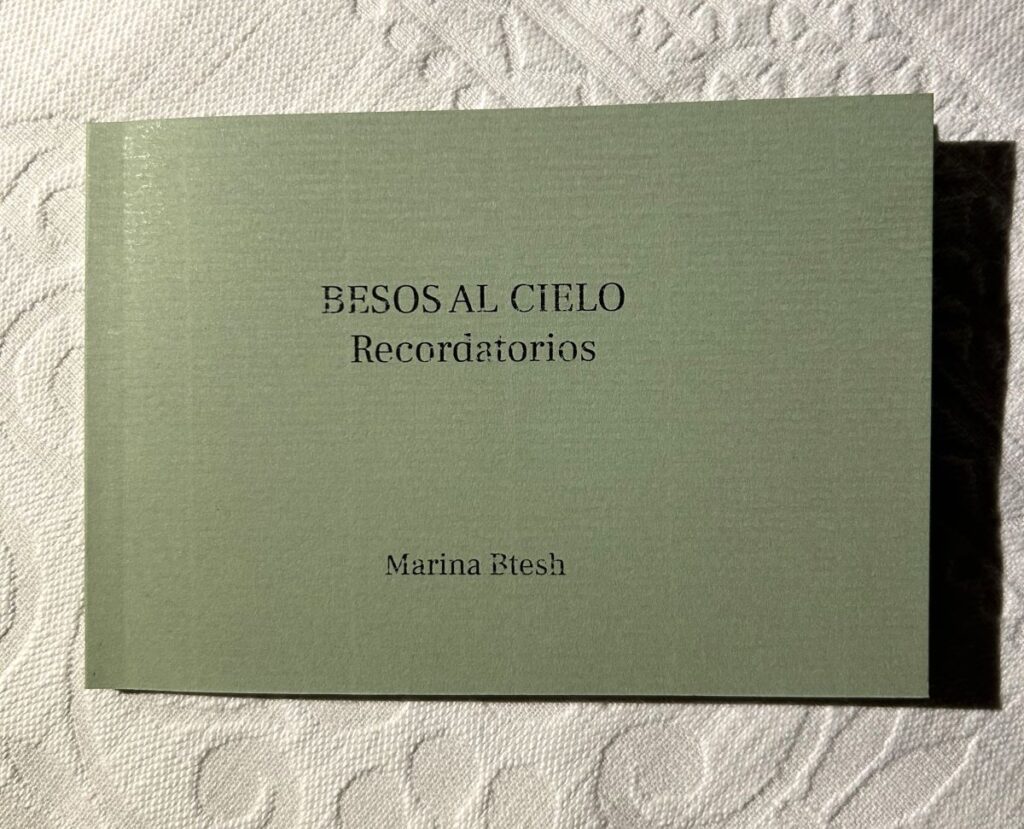 BESOS AL CIELO
Recordatorios
Marina Btesh